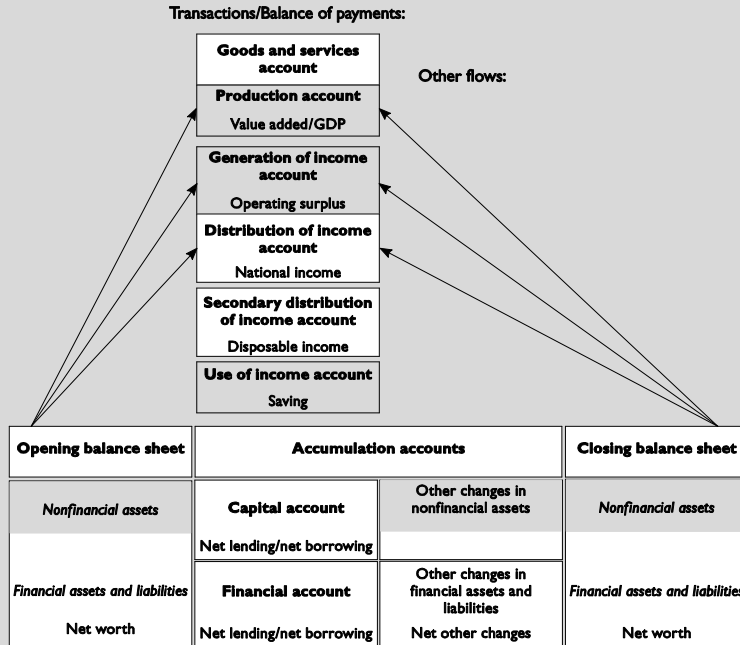 Transactions/Balance of payments:
Goods and services
account
Other flows:
Production account
Value added/GDP
Generation of income
account
Operating surplus
Distribution of income
account
National income
Secondary distribution
of income account
Disposable income
Use of income account
Saving
Opening balance sheet
Accumulation accounts
Closing balance sheet
Nonfinancial assets
Capital account
Net lending/net borrowing
Other changes in
nonfinancial assets
Nonfinancial assets
Financial assets and liabilities
Net worth
Financial account
Net lending/net borrowing
Other changes in
financial assets and
liabilities
Net other changes
Financial assets and liabilities
Net worth